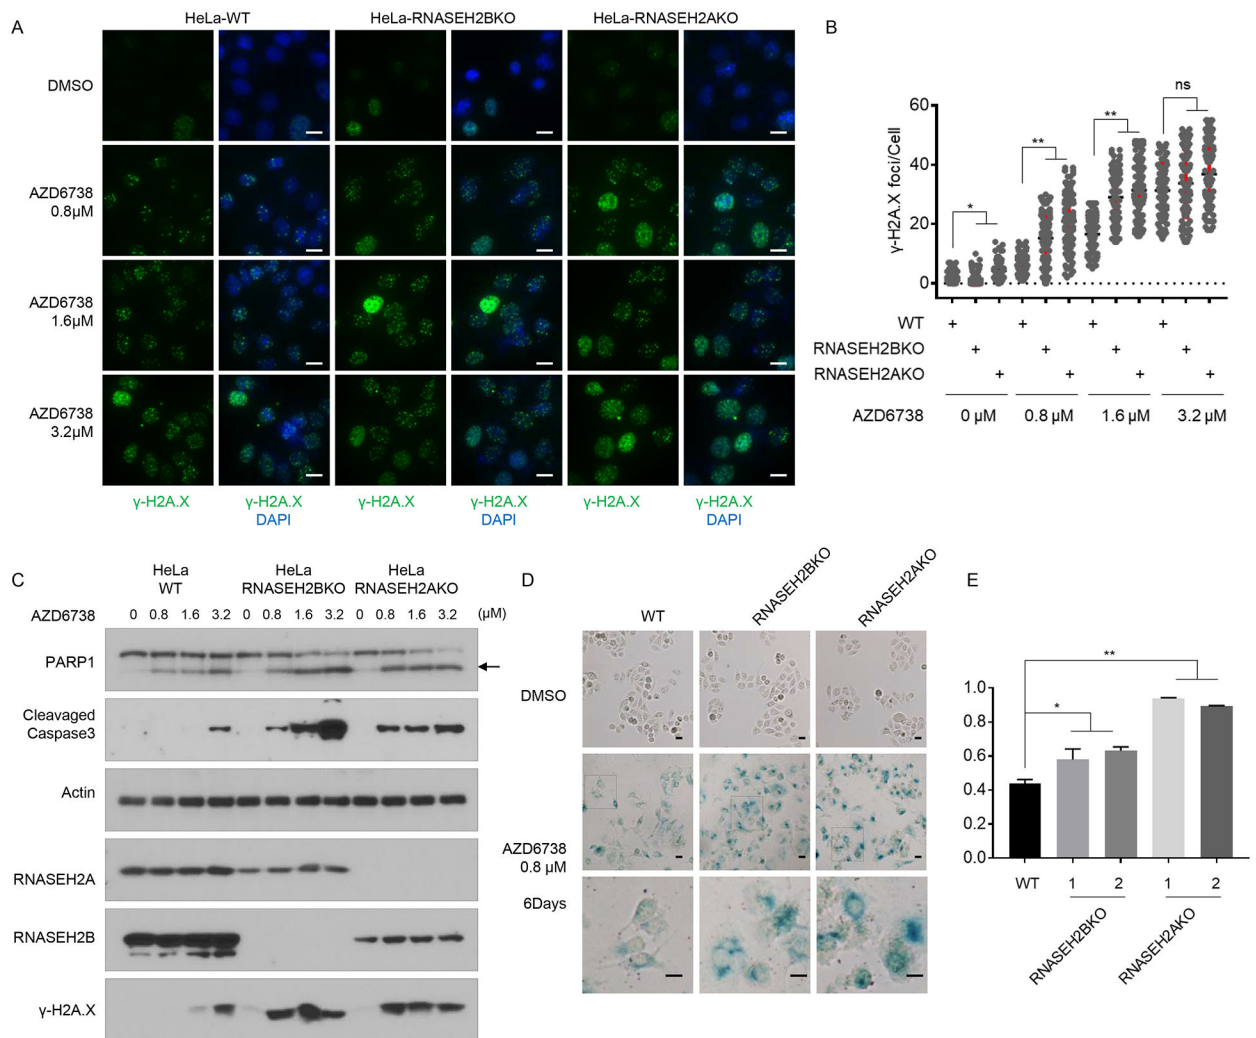 A
HeLa-WT HeLa-RNASEH2BKO HeLa-RNASEH2AKO
DMSO
AZD6738
0.8μM
AZD6738
1.6μM
AZD6738
3.2μM
γ-H2A.X γ-H2A.X γ-H2A.X γ-H2A.X γ-H2A.X γ-H2A.X
DAPI DAPI DAPI
B
γ-H2A.X foci/Cell
60
40
20
0
* ** ** ns
WT + + + +
RNASEH2BKO + + + +
RNASEH2AKO + + + +
AZD6738 0 μM 0.8 μM 1.6 μM 3.2 μM
C
HeLa HeLa HeLa
WT RNASEH2BKO RNASEH2AKO
AZD6738 0 0.8 1.6 3.2 0 0.8 1.6 3.2 0 0.8 1.6 3.2 (μM)
PARP1
Cleavaged
Caspase3
Actin
RNASEH2A
RNASEH2B
γ-H2A.X
D
WT RNASEH2BKO RNASEH2AKO
DMSO
AZD6738
0.8 μM
6Days
E
**
*
1.0
0.8
0.6
0.4
0.2
0.0
WT 1 2 1 2
RNASEH2BKO RNASEH2AKO